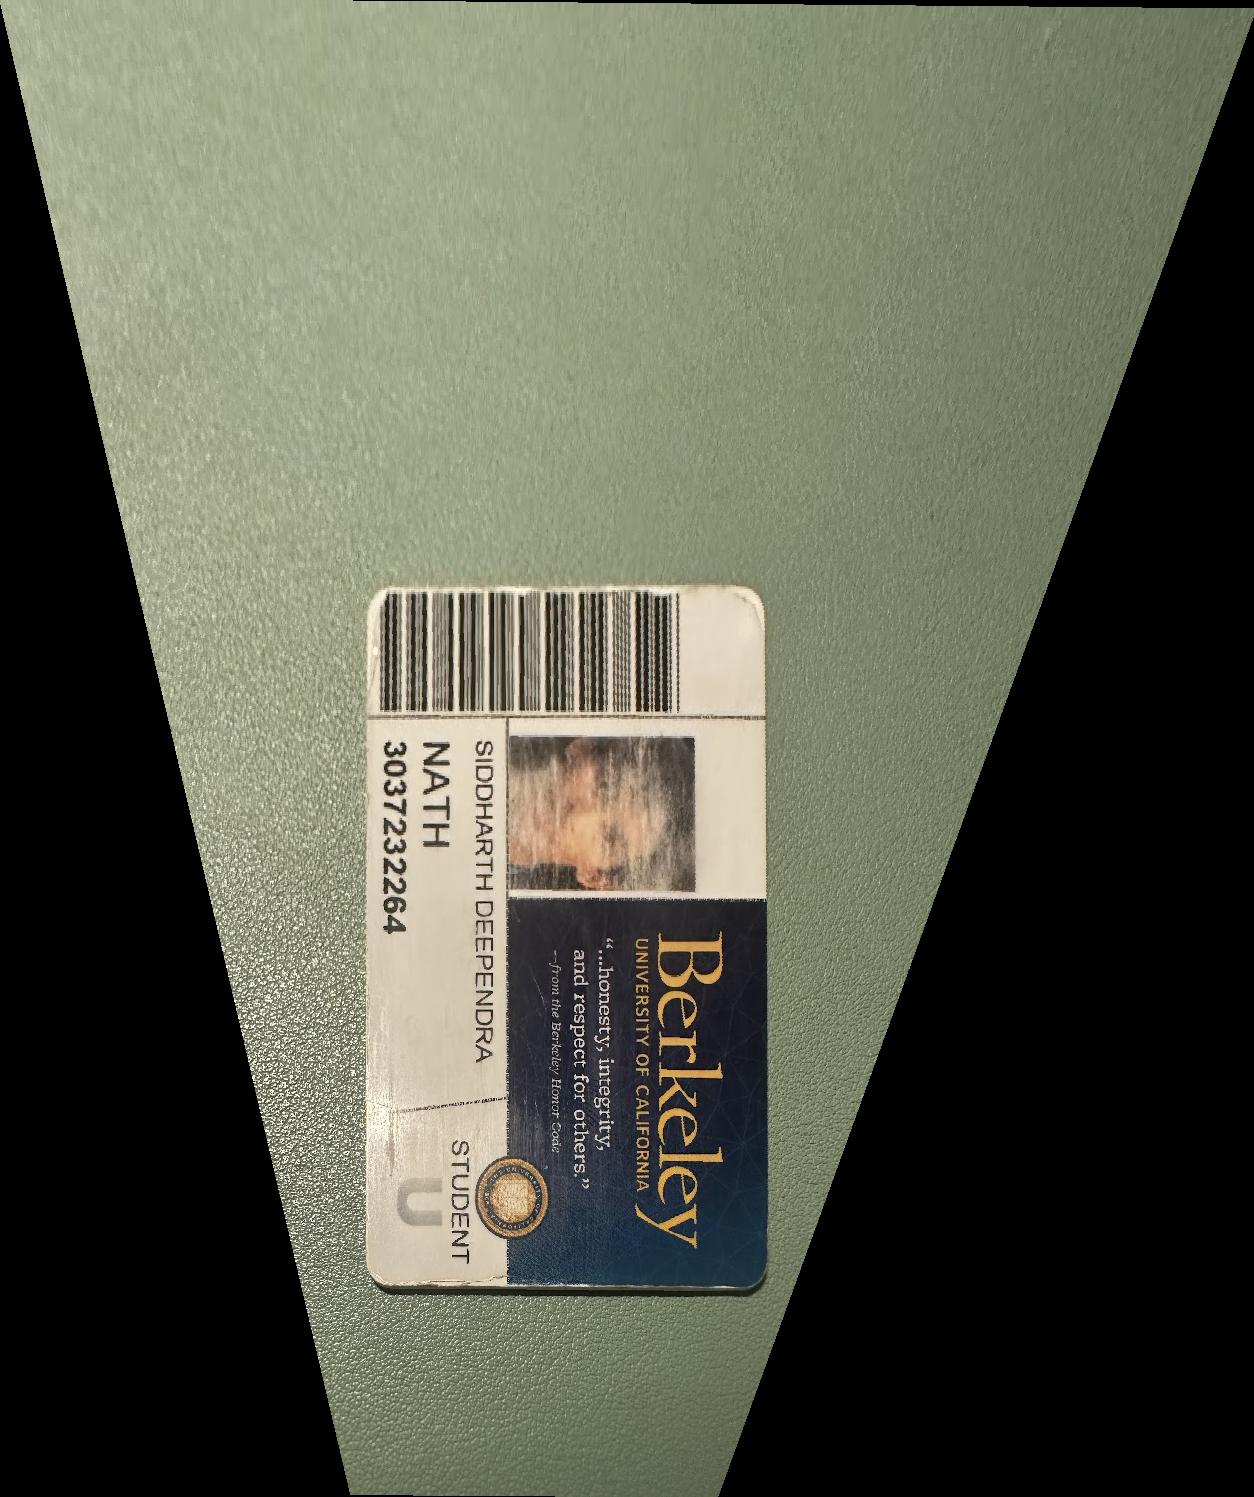 Berkeley
UNIVERSITY OF CALIFORNIA
“...honesty, integrity,
and respect for others.”
—from the Berkeley Honor Code
SIDDHARTH DEEPENDRA
NATH
3037232264
STUDENT
U